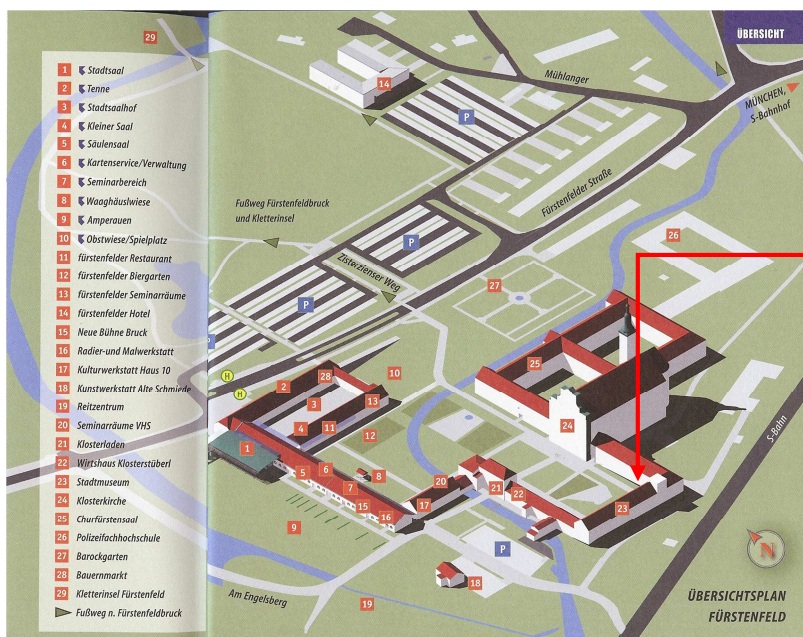 ÜBERSICHT
1 Stadtsaal
2 Tenne
3 Stadtsaalhof
4 Kleiner Saal
5 Säulensaal
6 Kartenservice/Verwaltung
7 Seminarbereich
8 Waaghäuslwiese
9 Amperauen
10 Obstwiese/Spielplatz
11 fürstenfelder Restaurant
12 fürstenfelder Biergarten
13 fürstenfelder Seminarräume
14 fürstenfelder Hotel
15 Neue Bühne Bruck
16 Radier-und Malwerkstatt
17 Kulturwerkstatt Haus 10
18 Kunstwerkstatt Alte Schmiede
19 Reitzentrum
20 Seminarräume VHS
21 Klosterladen
22 Wirtshaus Klosterstüberl
23 Stadtmuseum
24 Klosterkirche
25 Churfürstensaal
26 Polizeifachhochschule
27 Barockgarten
28 Bauernmarkt
29 Kletterinsel Fürstenfeld
Fußweg n. Fürstenfeldbruck
29
14
Mühlanger
P
MÜNCHEN,
S-Bahnhof
Fürstenfelder Straße
Fußweg Fürstenfeldbruck
und Kletterinsel
P
26
Zisterzienser Weg
27
P
P
H
H
2
28
10
25
3
13
4
11
12
24
1
5
6
7
8
20
21
22
23
15
17
16
9
P
18
S-Bahn
N
Am Engelsberg
19
ÜBERSICHTSPLAN
FÜRSTENFELD